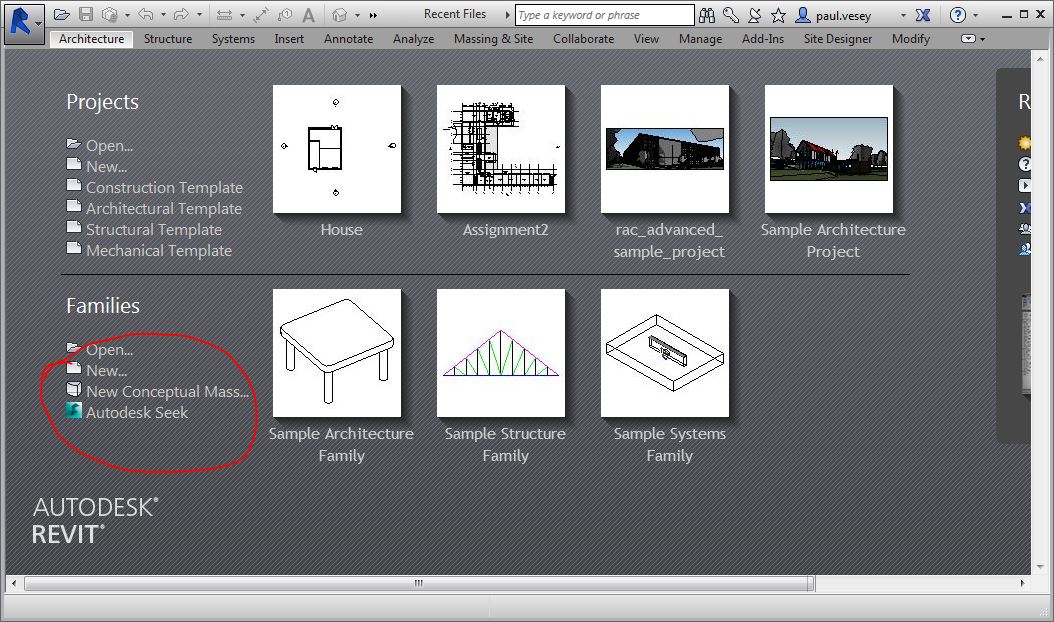 Recent Files
Type a keyword or phrase
paul.vesey
Architecture Structure Systems Insert Annotate Analyze Massing & Site Collaborate View Manage Add-Ins Site Designer Modify
Projects
Open...
New...
Construction Template
Architectural Template
Structural Template
Mechanical Template
House
Assignment2
rac_advanced_
sample_project
Sample Architecture
Project
R
Families
Open...
New...
New Conceptual Mass...
Autodesk Seek
Sample Architecture
Family
Sample Structure
Family
Sample Systems
Family
AUTODESK®
REVIT®